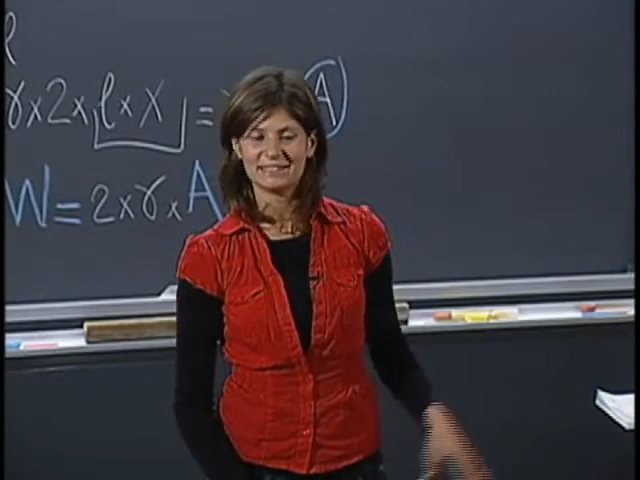 l
γ×2×l×X =
A
W = 2×γ×A